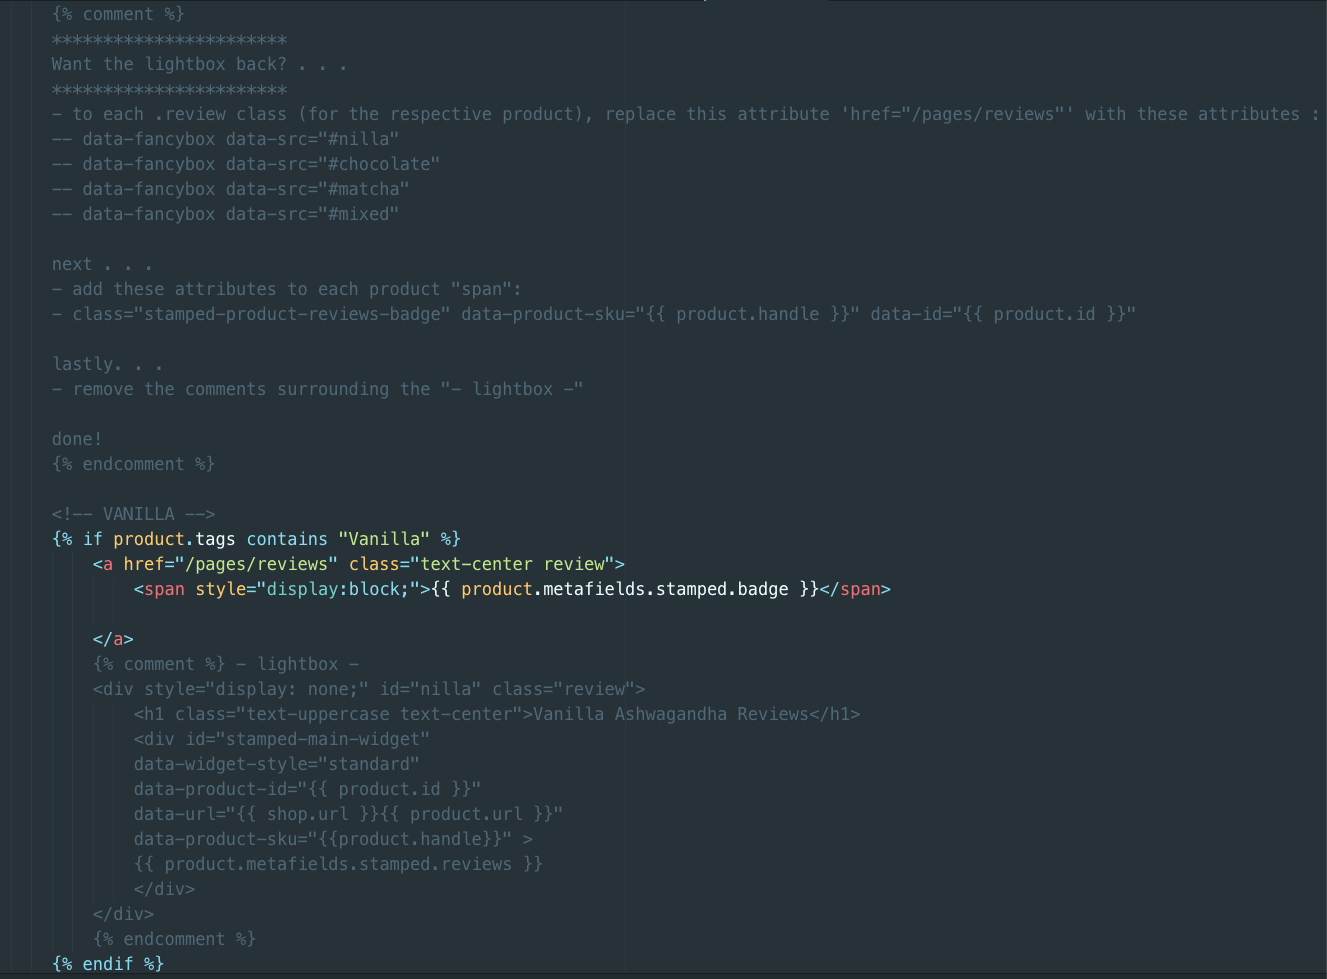 {% comment %}
***********************
Want the lightbox back? . . .
***********************
- to each .review class (for the respective product), replace this attribute 'href="/pages/reviews"' with these attributes :
-- data-fancybox data-src="#nilla"
-- data-fancybox data-src="#chocolate"
-- data-fancybox data-src="#matcha"
-- data-fancybox data-src="#mixed"
next . . .
- add these attributes to each product "span":
- class="stamped-product-reviews-badge" data-product-sku="{{ product.handle }}" data-id="{{ product.id }}"
lastly. . .
- remove the comments surrounding the "- lightbox -"
done!
{% endcomment %}
<!-- VANILLA -->
{% if product.tags contains "Vanilla" %}
<a href="/pages/reviews" class="text-center review">
<span style="display:block;">{{ product.metafields.stamped.badge }}</span>
</a>
{% comment %} - lightbox -
<div style="display: none;" id="nilla" class="review">
<h1 class="text-uppercase text-center">Vanilla Ashwagandha Reviews</h1>
<div id="stamped-main-widget"
data-widget-style="standard"
data-product-id="{{ product.id }}"
data-url="{{ shop.url }}{{ product.url }}"
data-product-sku="{{product.handle}}" >
{{ product.metafields.stamped.reviews }}
</div>
</div>
{% endcomment %}
{% endif %}